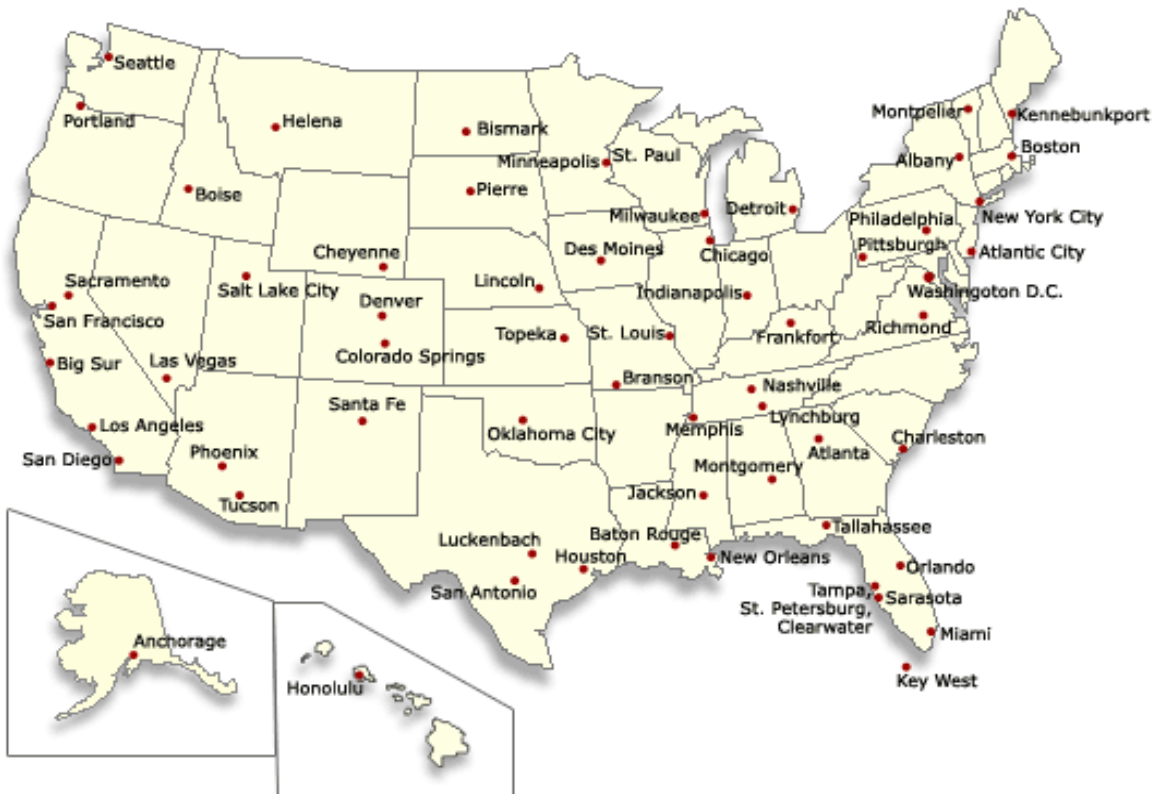 Seattle
Portland
Helena
Bismark
Minneapolis
St. Paul
Montpelier
Kennebunkport
Boston
Albany
Boise
Pierre
Milwaukee
Detroit
New York City
Philadelphia
Pittsburgh
Atlantic City
Cheyenne
Des Moines
Chicago
Sacramento
Salt Lake City
Lincoln
Indianapolis
Washingoton D.C.
San Francisco
Denver
Topeka
St. Louis
Frankfort
Richmond
Big Sur
Las Vegas
Colorado Springs
Branson
Nashville
Los Angeles
Santa Fe
Oklahoma City
Memphis
Lynchburg
Charleston
San Diego
Phoenix
Atlanta
Montgomery
Tucson
Jackson
Luckenbach
Houston
Baton Rouge
New Orleans
Tallahassee
San Antonio
Orlando
Tampa,
St. Petersburg,
Clearwater
Sarasota
Miami
Key West
Anchorage
Honolulu